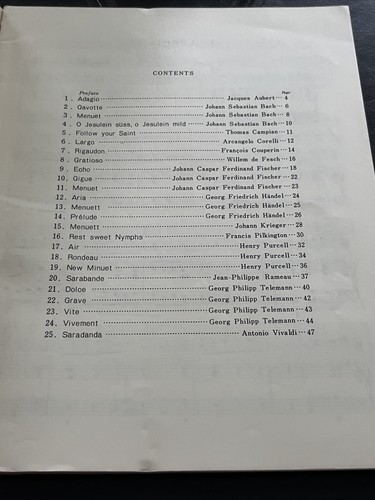 CONTENTS
Preface Page
1. Adagio Jacques Aubert 4
2. Gavotte Johann Sebastian Bach 6
3. Menuet Johann Sebastian Bach 8
4. O Jesulein süss, o Jesulein mild Johann Sebastian Bach 10
5. Follow your Saint Thomas Campian 11
6. Largo Arcangelo Corelli 12
7. Rigaudon François Couperin 14
8. Gratioso Willem de Fesch 16
9. Echo Johann Caspar Ferdinand Fischer 18
10. Gigue Johann Caspar Ferdinand Fischer 22
11. Menuet Johann Caspar Ferdinand Fischer 23
12. Aria Georg Friedrich Händel 24
13. Menuett Georg Friedrich Händel 25
14. Prélude Georg Friedrich Händel 26
15. Menuett Johann Krieger 28
16. Rest sweet Nymphs Francis Pilkington 30
17. Air Henry Purcell 32
18. Rondeau Henry Purcell 34
19. New Minuet Henry Purcell 36
20. Sarabande Jean-Philippe Rameau 37
21. Dolce Georg Philipp Telemann 40
22. Grave Georg Philipp Telemann 42
23. Vite Georg Philipp Telemann 43
24. Vivement Georg Philipp Telemann 44
25. Saradanda Antonio Vivaldi 47